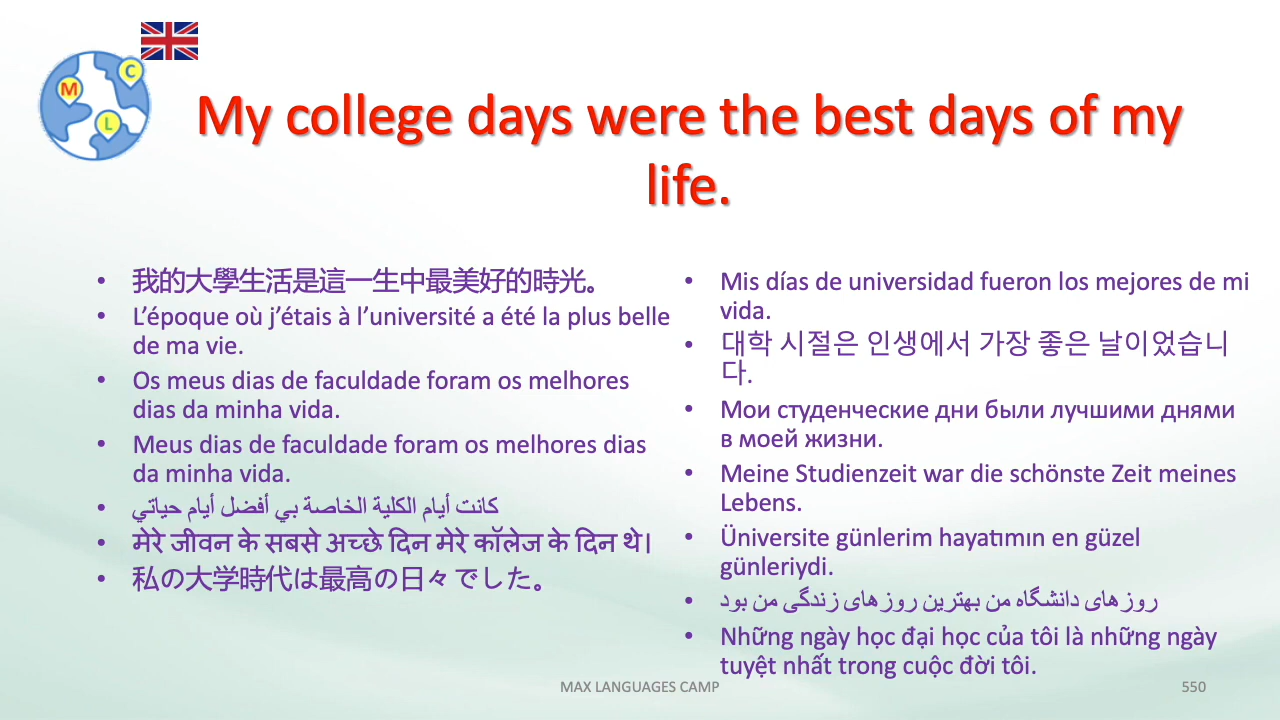 M
C
L
My college days were the best days of my
life.
• 我的大學生活是這一生中最美好的時光。
• L’époque où j’étais à l’université a été la plus belle
de ma vie.
• Os meus dias de faculdade foram os melhores
dias da minha vida.
• Meus dias de faculdade foram os melhores dias
da minha vida.
• كانت أيام الكلية الخاصة بي أفضل أيام حياتي
• मेरे जीवन के सबसे अच्छे दिन मेरे कॉलेज के दिन थे।
• 私の大学時代は最高の日々でした。
• Mis días de universidad fueron los mejores de mi
vida.
• 대학 시절은 인생에서 가장 좋은 날이었습니
다.
• Мои студенческие дни были лучшими днями
в моей жизни.
• Meine Studienzeit war die schönste Zeit meines
Lebens.
• Üniversite günlerim hayatımın en güzel
günleriydi.
• روزهای دانشگاه من بهترین روزهای زندگی من بود
• Những ngày học đại học của tôi là những ngày
tuyệt nhất trong cuộc đời tôi.
MAX LANGUAGES CAMP
550